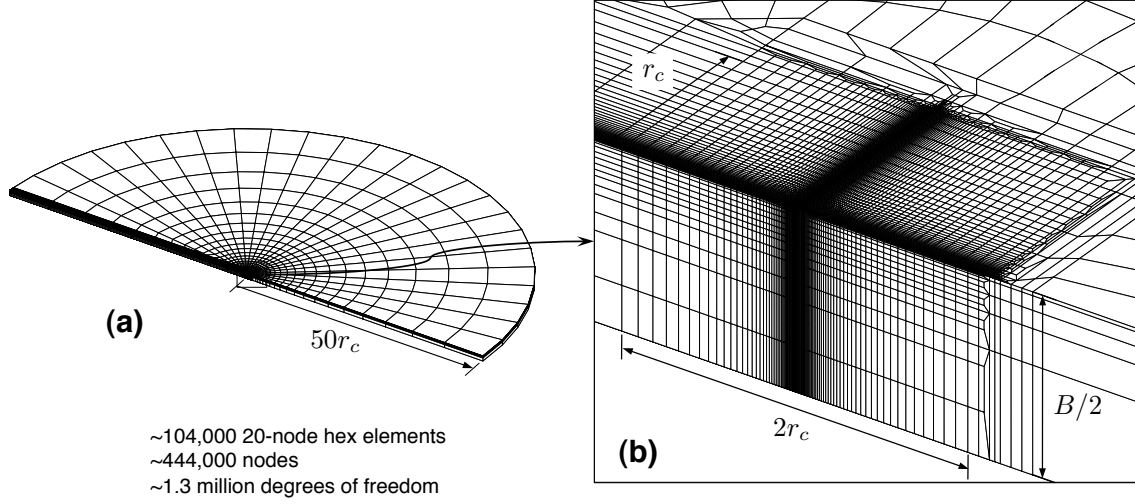 (a)
50r_c
~104,000 20-node hex elements
~444,000 nodes
~1.3 million degrees of freedom
r_c
B/2
2r_c
(b)